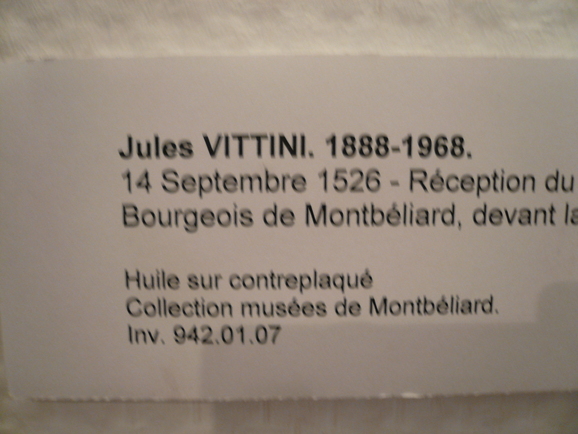 Jules VITTINI. 1888-1968.
14 Septembre 1526 - Réception du
Bourgeois de Montbéliard, devant la
Huile sur contreplaqué
Collection musées de Montbéliard.
Inv. 942.01.07